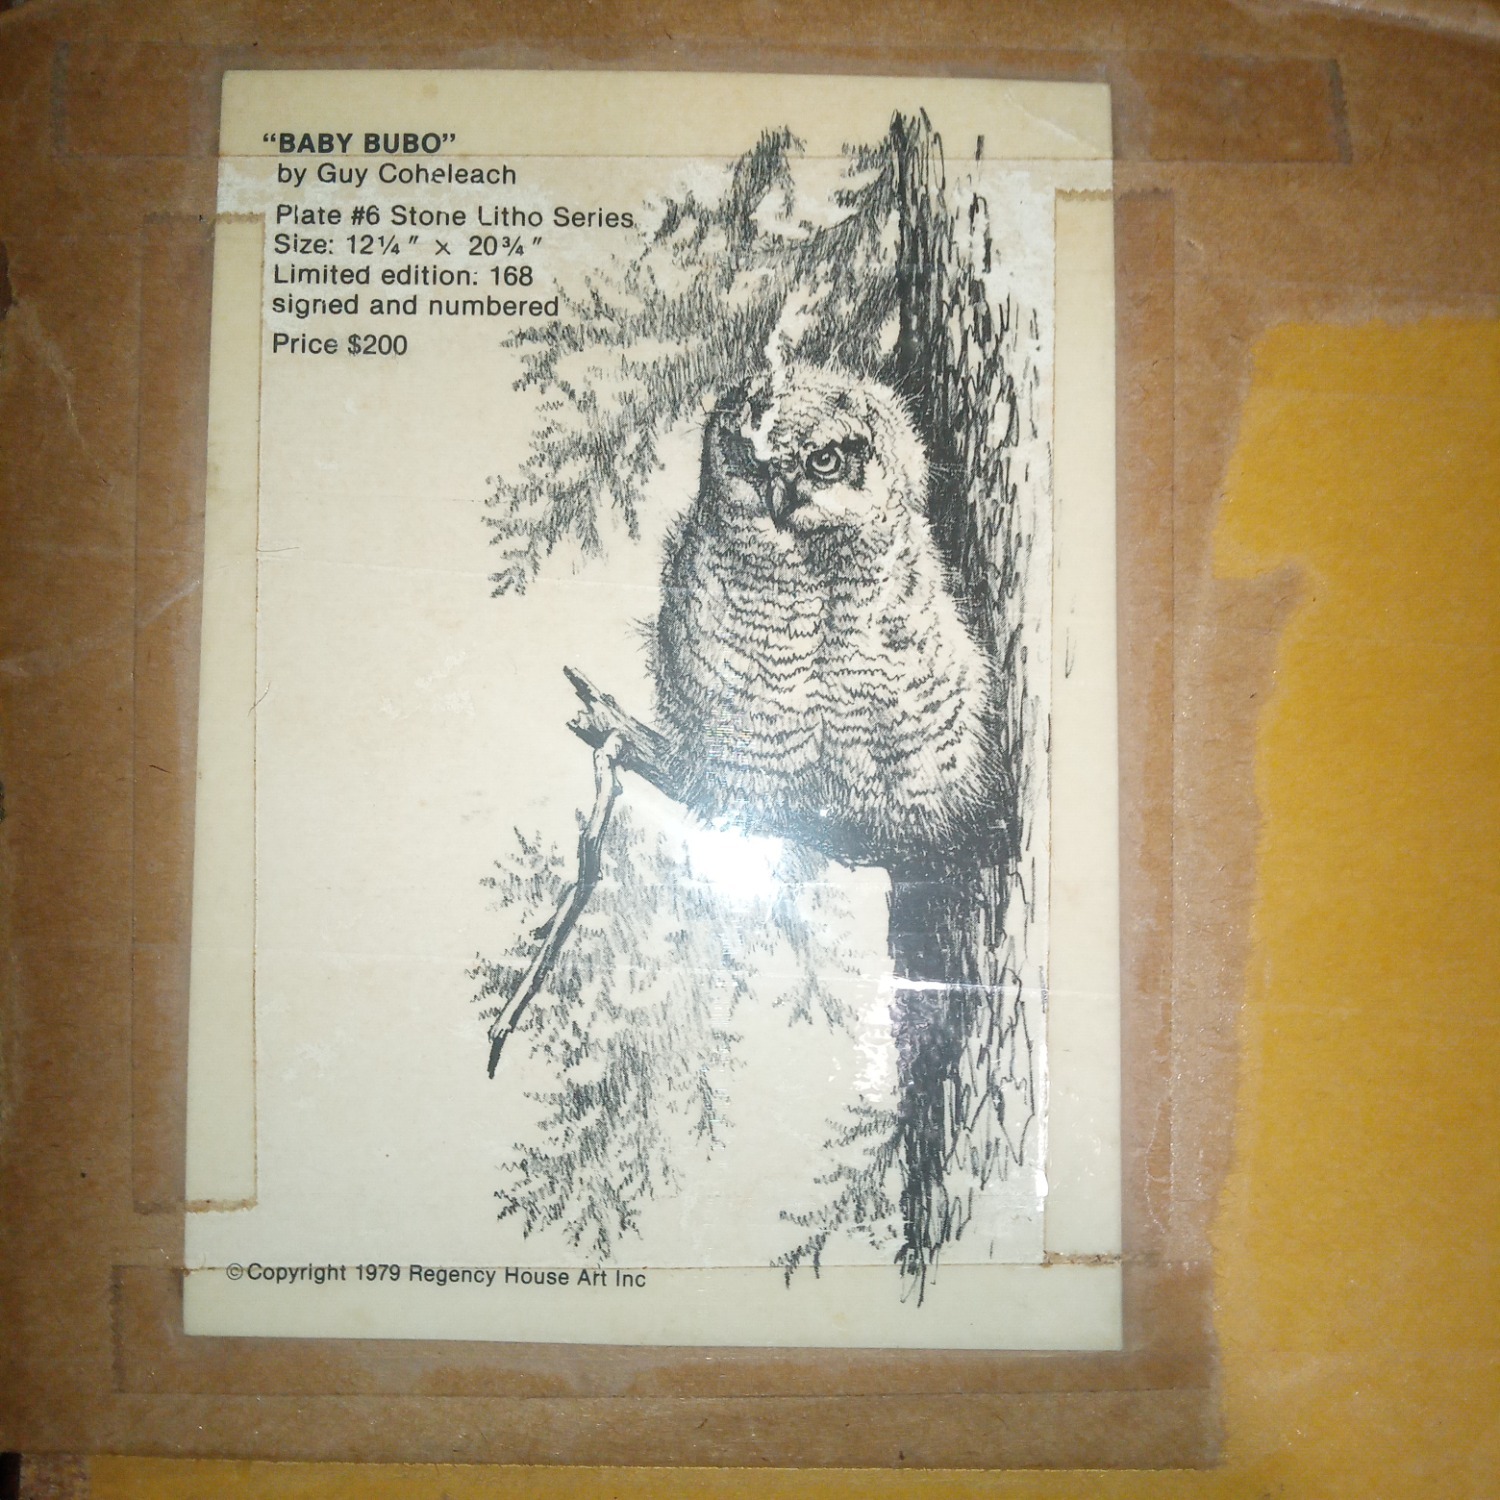 “BABY BUBO”
by Guy Coheleach
Plate #6 Stone Litho Series
Size: 12¼" x 20¾"
Limited edition: 168
signed and numbered
Price $200
©Copyright 1979 Regency House Art Inc